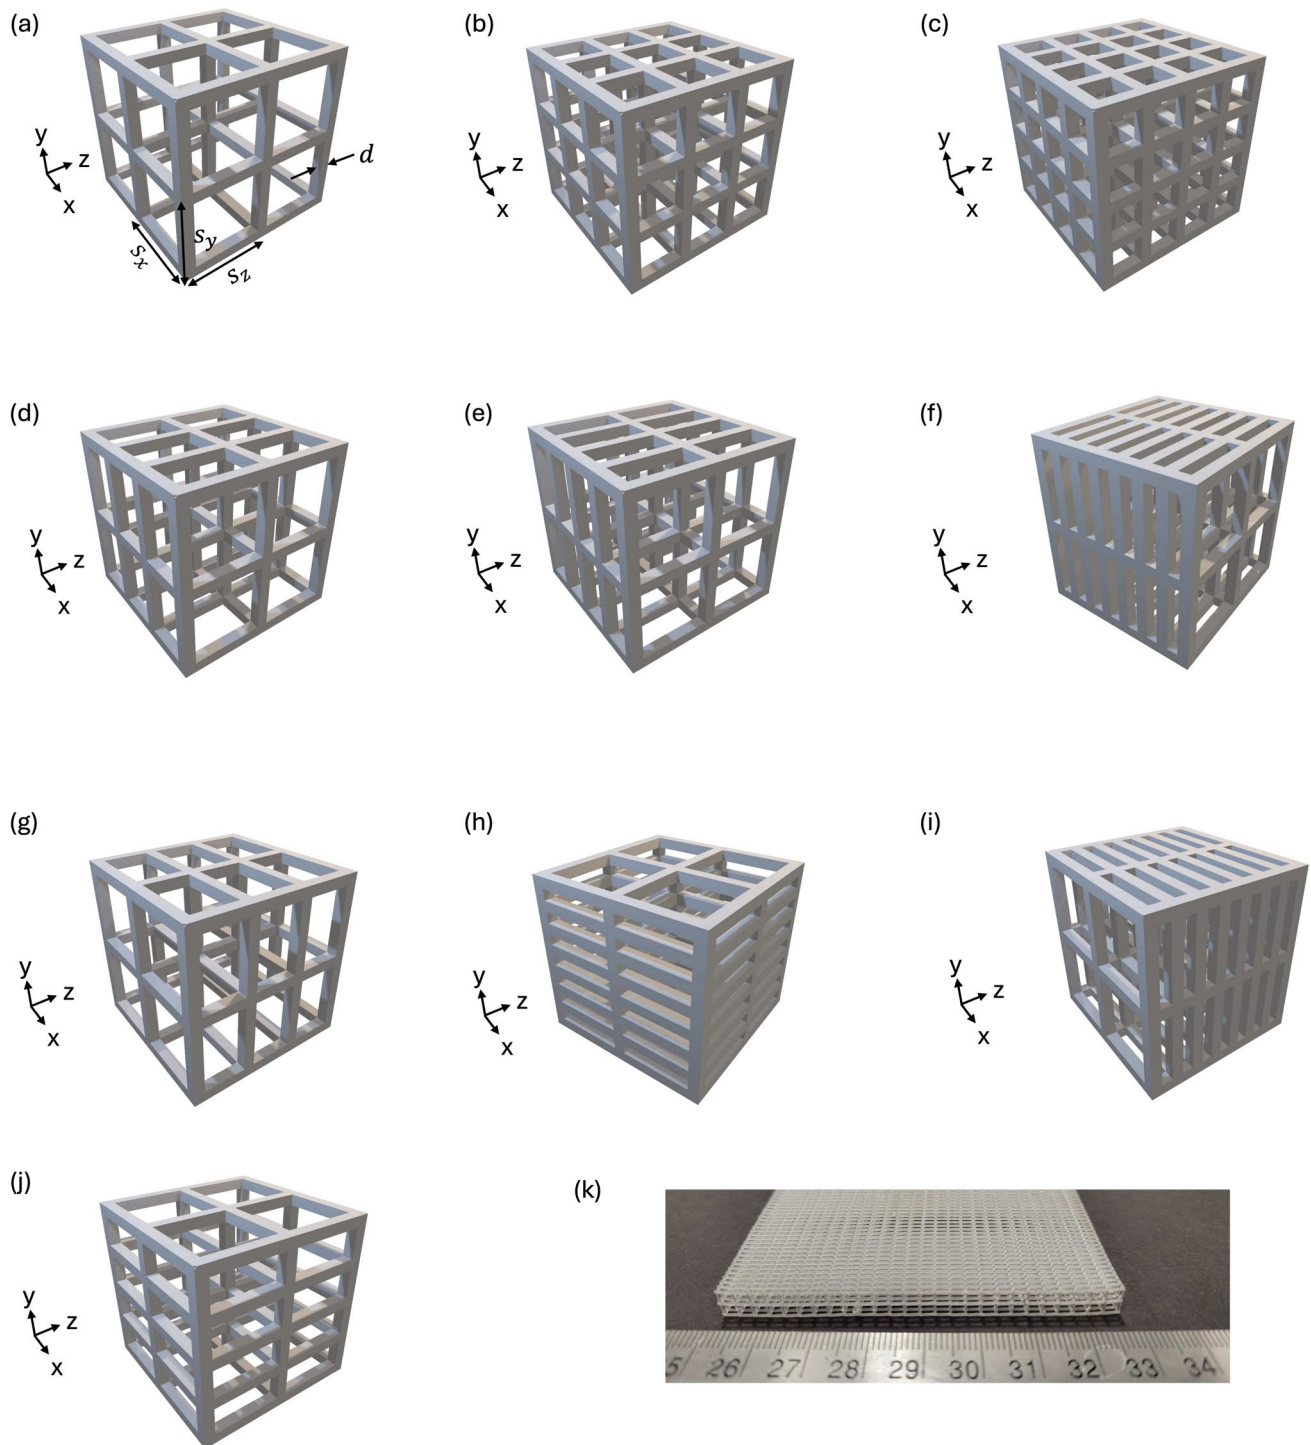 (a)
(b)
(c)
y
z
x
d
s_x
s_y
s_z
y
z
x
y
z
x
(d)
(e)
(f)
y
z
x
y
z
x
y
z
x
(g)
(h)
(i)
y
z
x
y
z
x
y
z
x
(j)
(k)
y
z
x
5 26 27 28 29 30 31 32 33 34